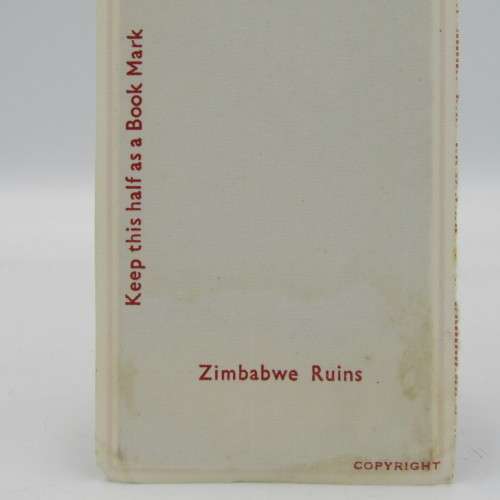 Keep this half as a Book Mark
Zimbabwe Ruins
COPYRIGHT